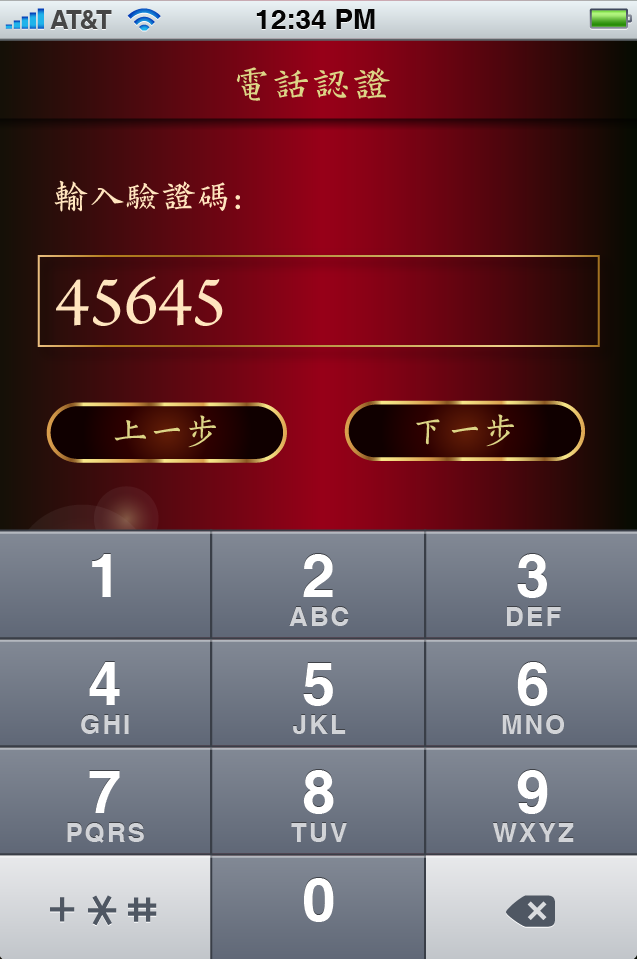 AT&T 12:34 PM
電話認證
輸入驗證碼:
45645
上一步 下一步
1 2 3
ABC DEF
4 5 6
GHI JKL MNO
7 8 9
PQRS TUV WXYZ
+ * # 0